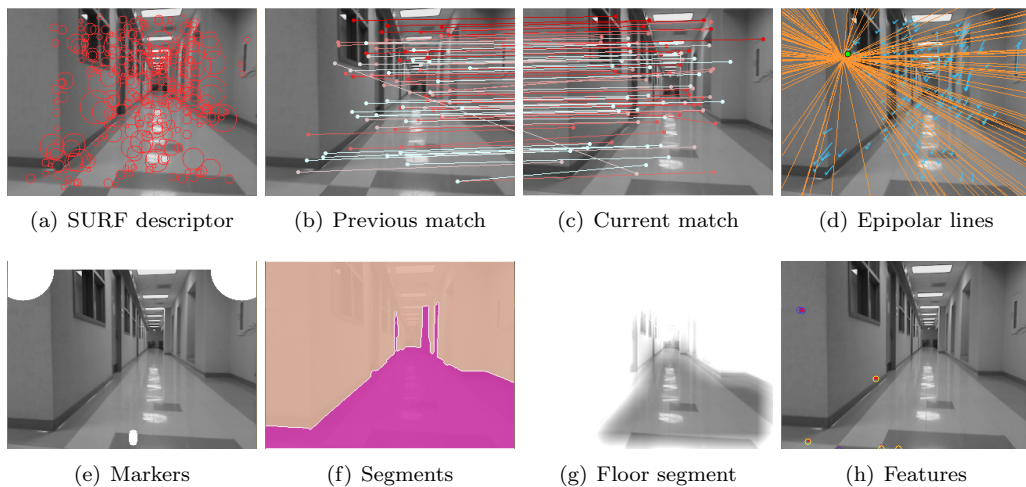 (a) SURF descriptor
(b) Previous match
(c) Current match
(d) Epipolar lines
(e) Markers
(f) Segments
(g) Floor segment
(h) Features